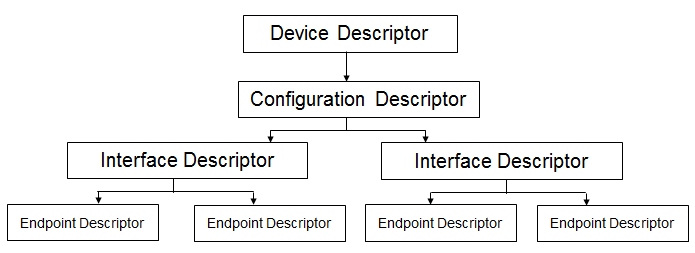 Device Descriptor
Configuration Descriptor
Interface Descriptor
Interface Descriptor
Endpoint Descriptor
Endpoint Descriptor
Endpoint Descriptor
Endpoint Descriptor